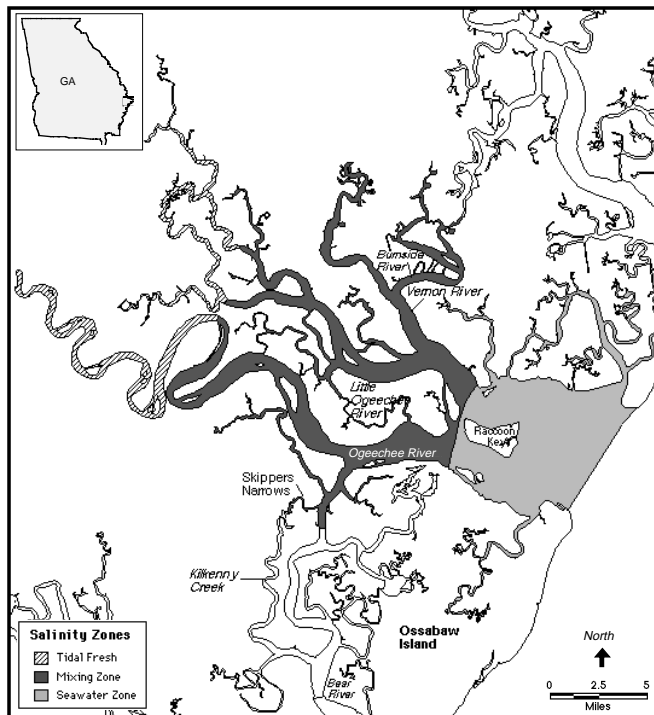 GA
Burnside
River
Vernon River
Little
Ogeechee
River
Raccoon
Key
Ogeechee River
Skippers
Narrows
Kilkenny
Creek
Ossabaw
Island
Bear
River
Salinity Zones
Tidal Fresh
Mixing Zone
Seawater Zone
North
0 2.5 5
Miles